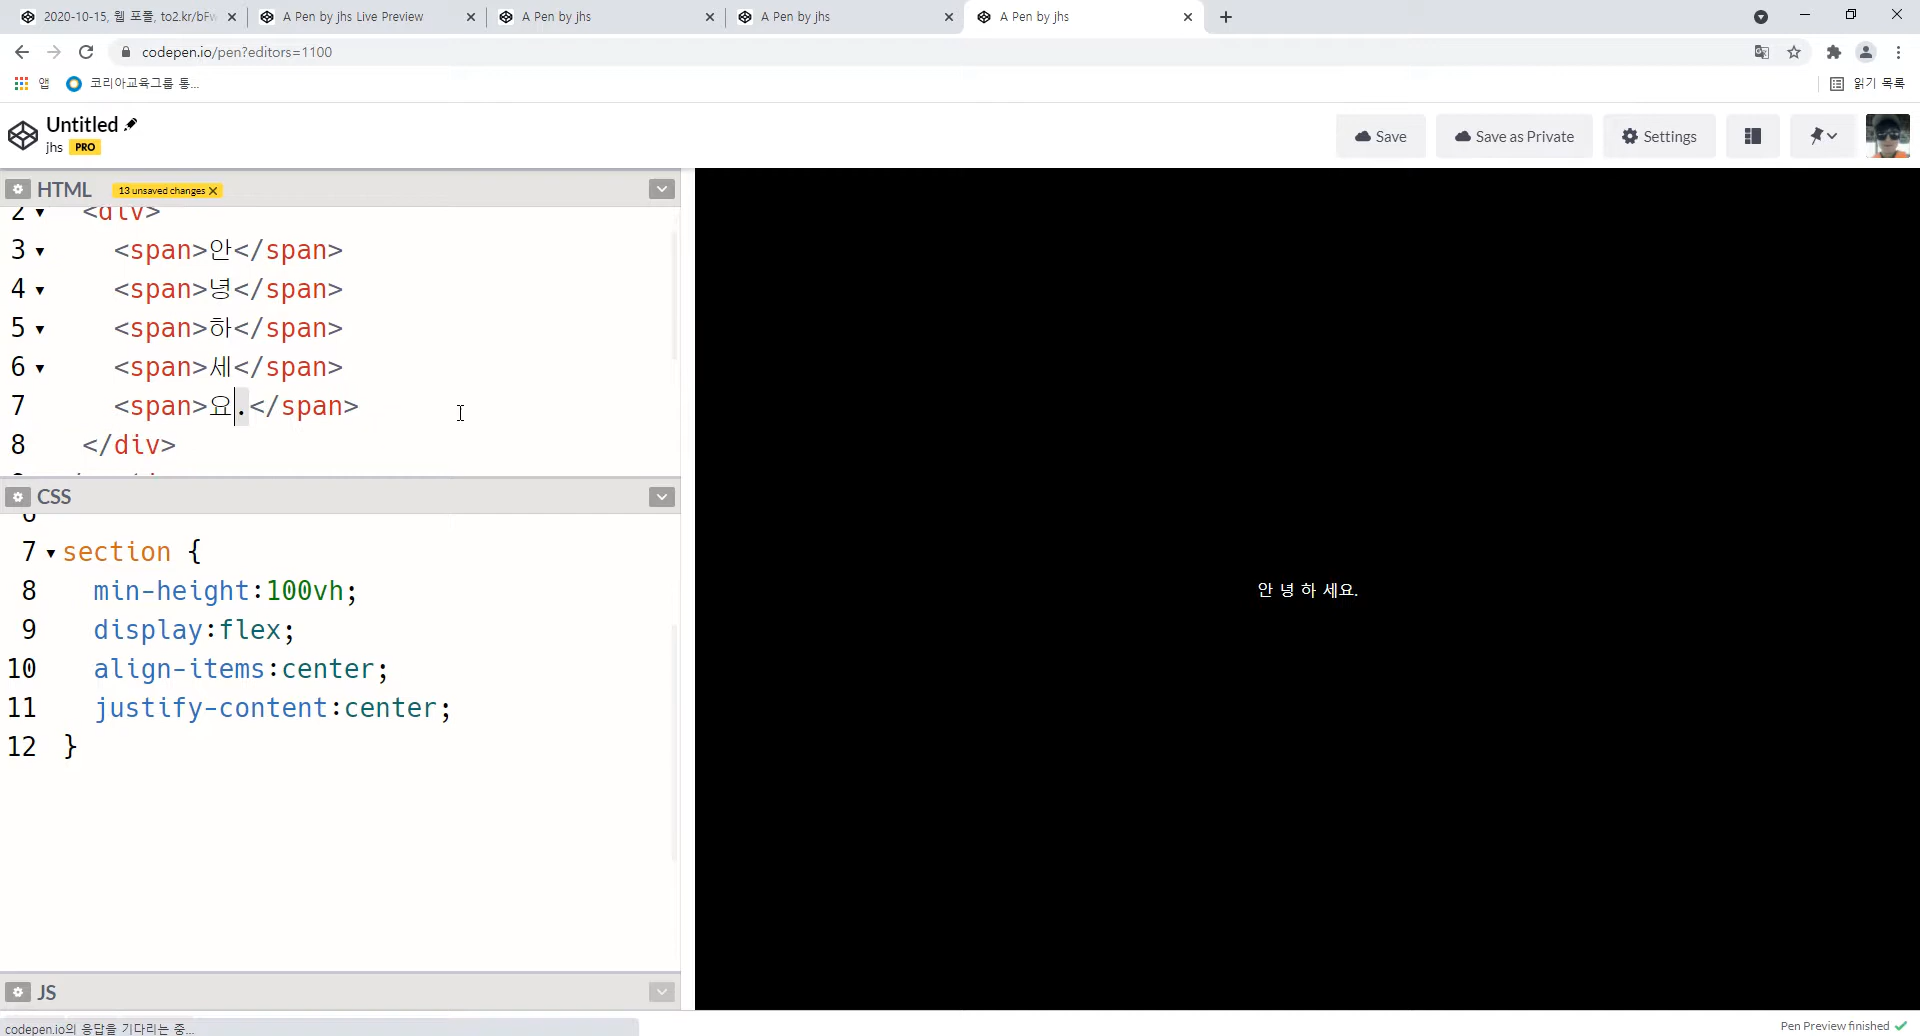 2020-10-15, 웹 포폴, to2.kr/bFw
A Pen by jhs Live Preview
A Pen by jhs
A Pen by jhs
A Pen by jhs
codepen.io/pen?editors=1100
앱
코리아교육그룹 통...
읽기 목록
Untitled
jhs PRO
Save
Save as Private
Settings
HTML 13 unsaved changes
2 <div>
3 <span>안</span>
4 <span>녕</span>
5 <span>하</span>
6 <span>세</span>
7 <span>요.</span>
8 </div>
CSS
6
7 section {
8 min-height:100vh;
9 display:flex;
10 align-items:center;
11 justify-content:center;
12 }
JS
안 녕 하 세요.
codepen.io의 응답을 기다리는 중...
Pen Preview finished